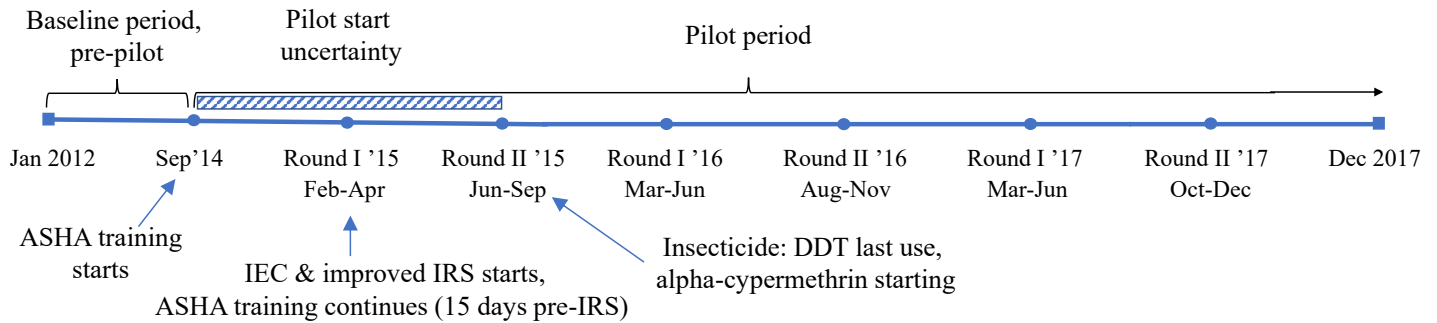 Baseline period,
pre-pilot
Pilot start
uncertainty
Pilot period
Jan 2012
Sep’14
Round I ’15
Feb-Apr
Round II ’15
Jun-Sep
Round I ’16
Mar-Jun
Round II ’16
Aug-Nov
Round I ’17
Mar-Jun
Round II ’17
Oct-Dec
Dec 2017
ASHA training
starts
IEC & improved IRS starts,
ASHA training continues (15 days pre-IRS)
Insecticide: DDT last use,
alpha-cypermethrin starting